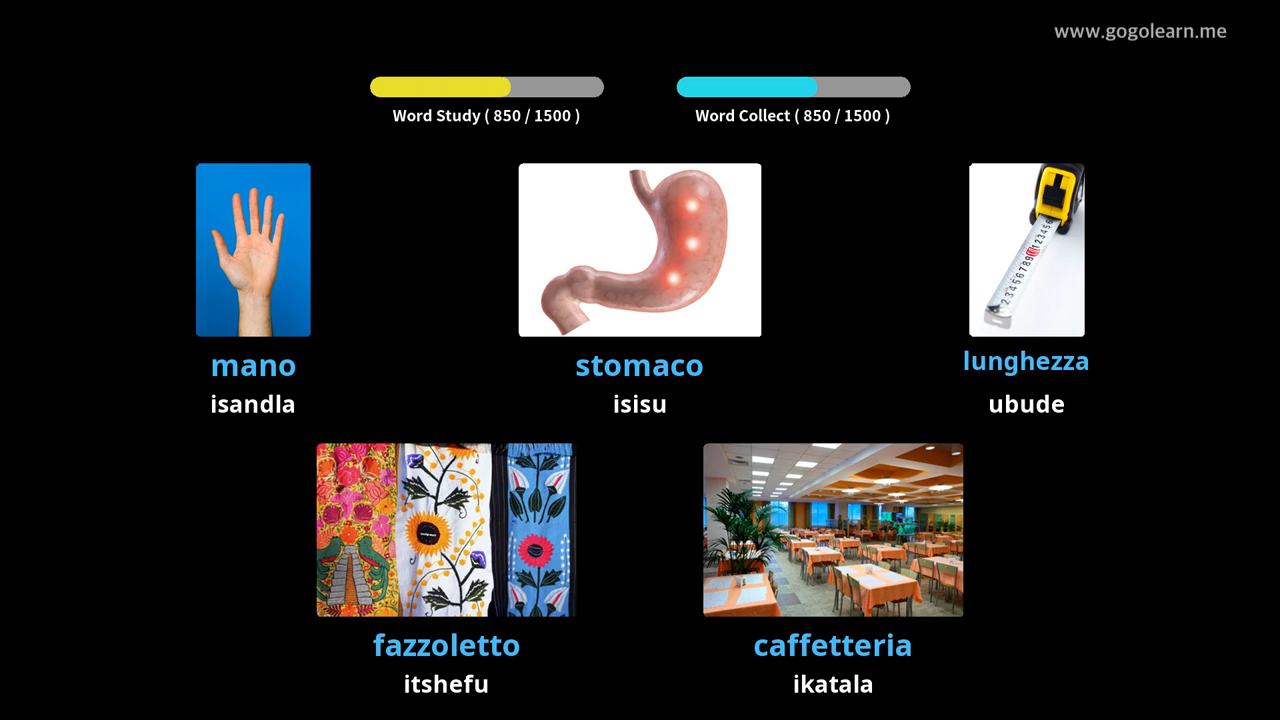 www.gogolearn.me
Word Study ( 850 / 1500 )
Word Collect ( 850 / 1500 )
mano
isandla
stomaco
isisu
lunghezza
ubude
fazzoletto
itshefu
caffetteria
ikatala